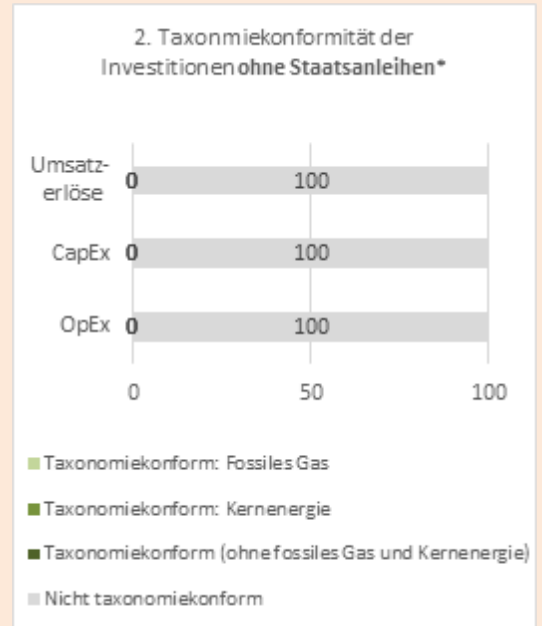 2. Taxonmiekonformität der
Investitionen ohne Staatsanleihen*
Umsatz-
erlöse
0 100
CapEx 0 100
OpEx 0 100
0 50 100
Taxonomiekonform: Fossiles Gas
Taxonomiekonform: Kernenergie
Taxonomiekonform (ohne fossiles Gas und Kernenergie)
Nicht taxonomiekonform